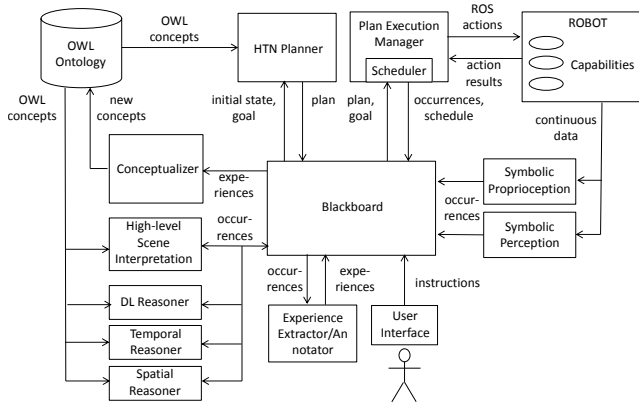 OWL
Ontology
OWL
concepts
HTN Planner
Plan Execution
Manager
Scheduler
ROS
actions
action
results
ROBOT
Capabilities
OWL
concepts
new
concepts
initial state,
goal
plan
plan,
goal
occurrences,
schedule
continuous
data
Conceptualizer
expe-
riences
Blackboard
occur-
rences
Symbolic
Proprioception
Symbolic
Perception
High-level
Scene
Interpretation
occur-
rences
DL Reasoner
Temporal
Reasoner
Spatial
Reasoner
occur-
rences
expe-
riences
instructions
Experience
Extractor/An
notator
User
Interface